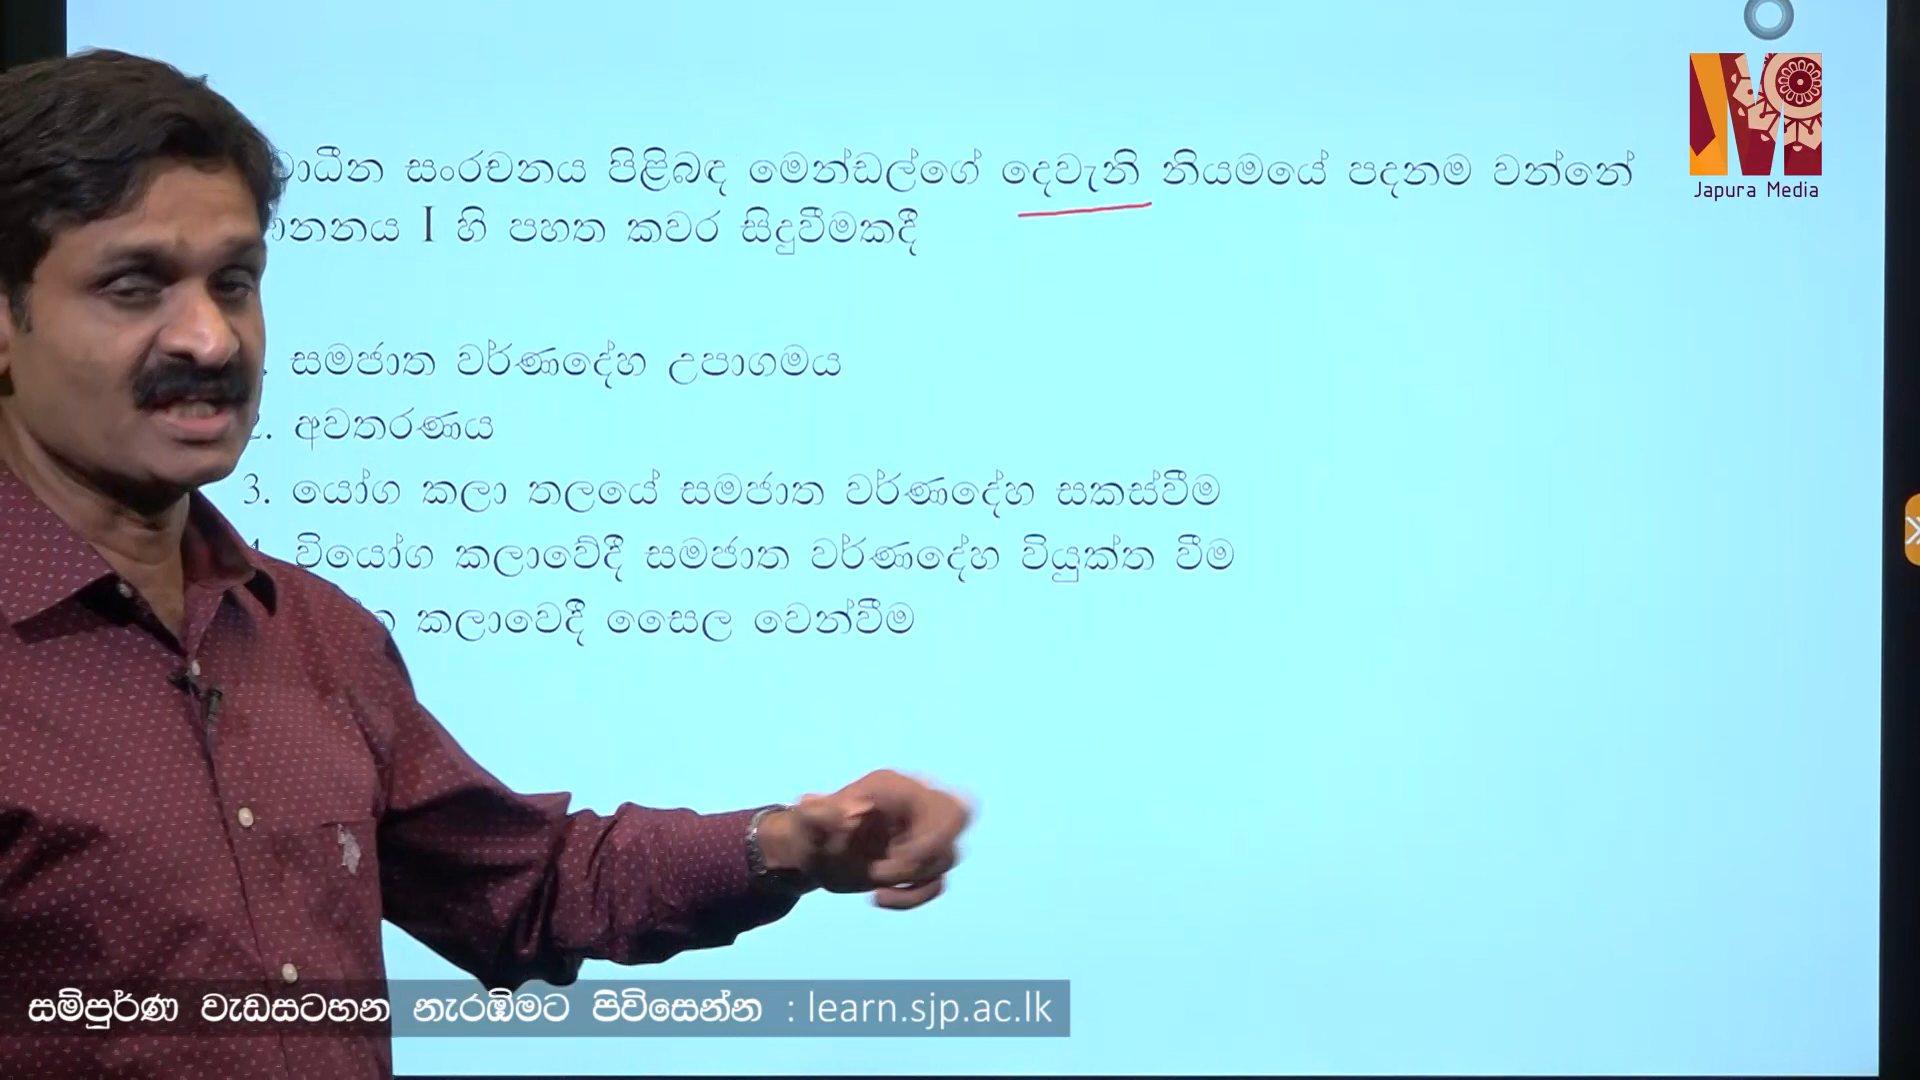 Japura Media
සංරචනය පිළිබඳ මෙන්ඩල්ගේ දෙවැනි නියමයේ පදනම වන්නේ
I හි පහත කවර සිදුවීමකදී
සමජාත වර්ණදේහ උපාගමය
2. අවතරණය
3. යෝග කලා තලයේ සමජාත වර්ණදේහ සකස්වීම
වියෝග කලාවේදී සමජාත වර්ණදේහ වියුක්ත වීම
කලාවෙදී සෛල වෙන්වීම
සම්පුර්ණ වැඩසටහන නැරඹීමට පිවිසෙන්න : learn.sjp.ac.lk